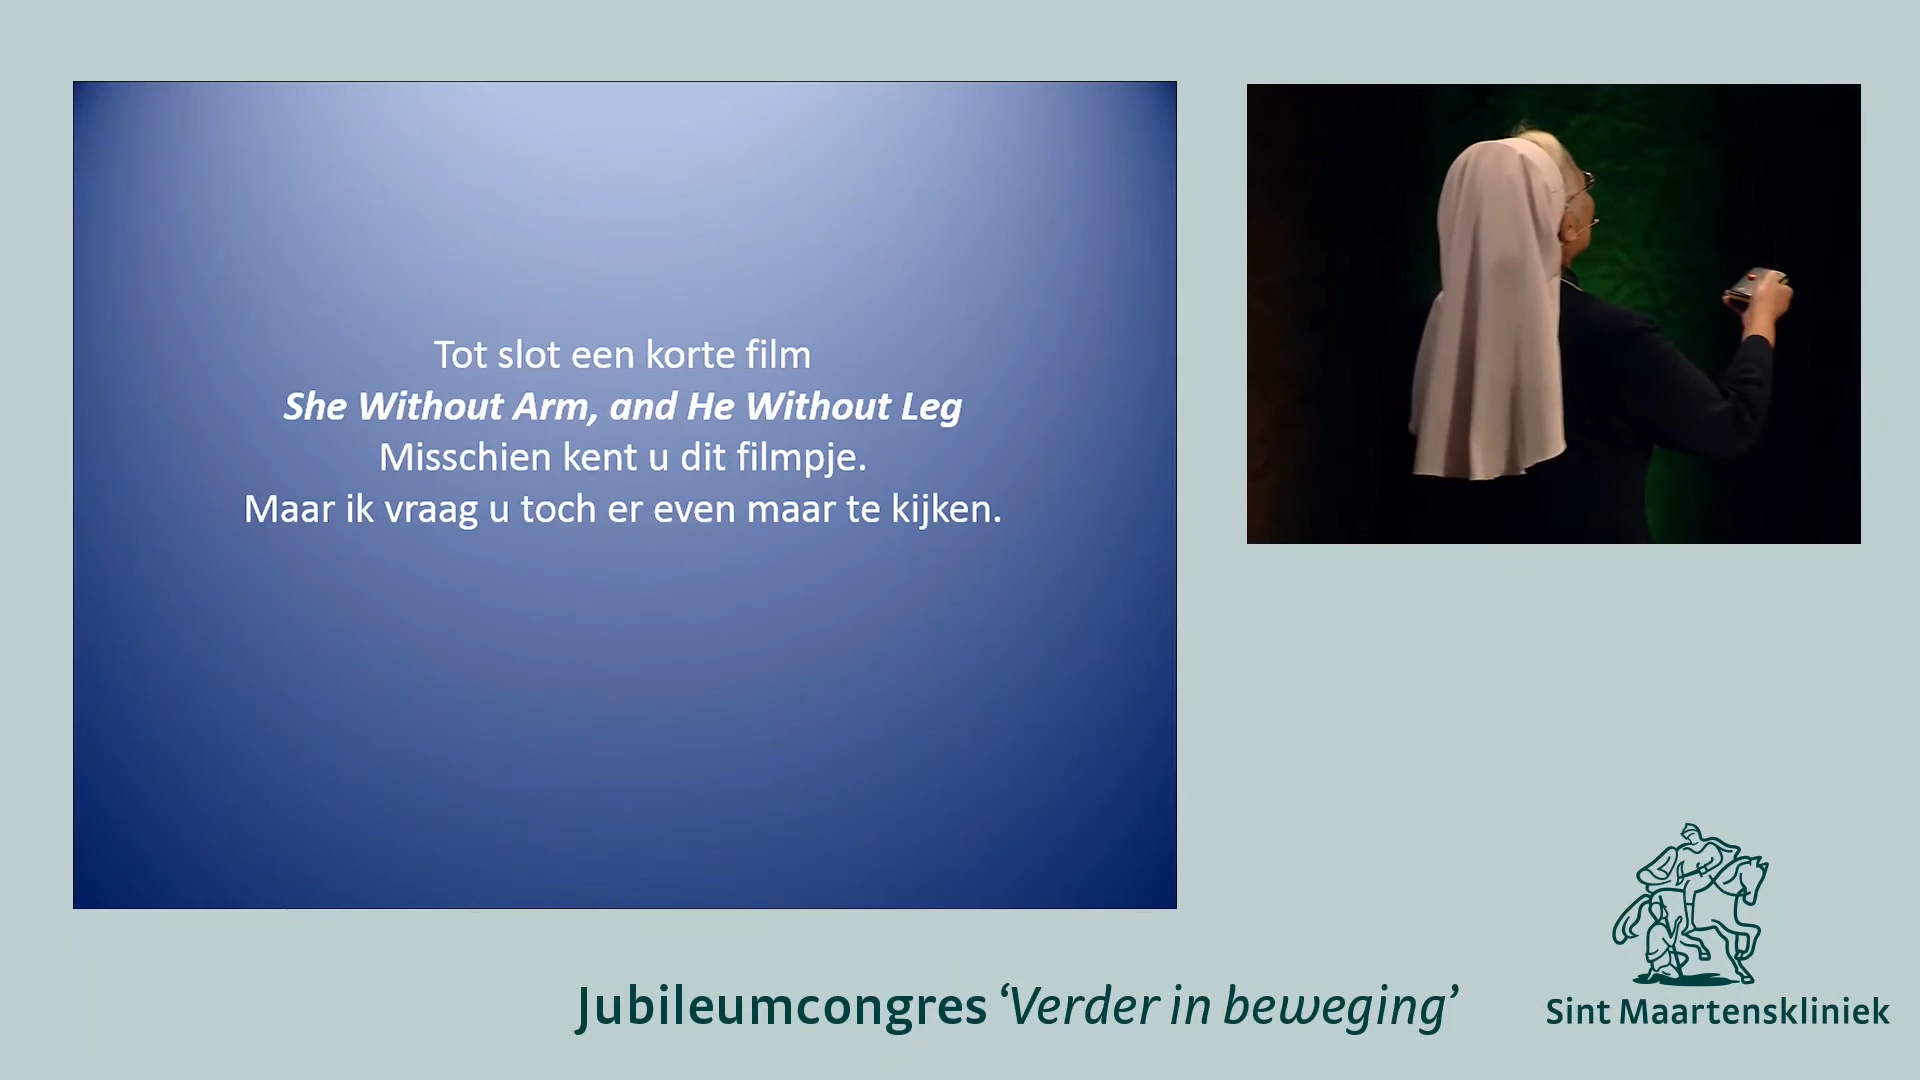 Tot slot een korte film
She Without Arm, and He Without Leg
Misschien kent u dit filmpje.
Maar ik vraag u toch er even maar te kijken.
Jubileumcongres ‘Verder in beweging’
Sint Maartenskliniek